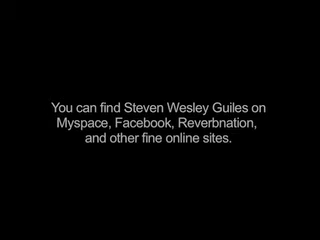 You can find Steven Wesley Guiles on
Myspace, Facebook, Reverbnation,
and other fine online sites.